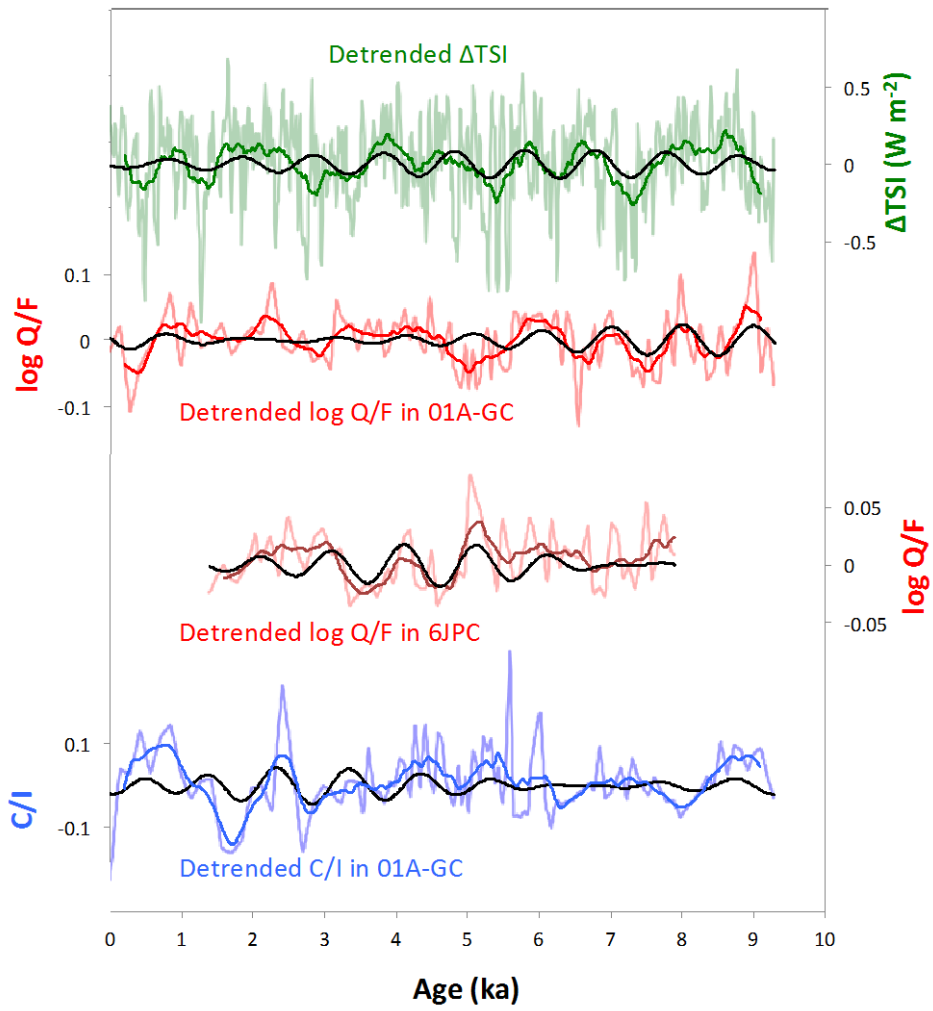 Detrended ΔTSI
0.5
0
-0.5
ΔTSI (W m-2)
0.1
0
-0.1
log Q/F
Detrended log Q/F in 01A-GC
0.05
0
-0.05
log Q/F
Detrended log Q/F in 6JPC
0.1
-0.1
C/I
Detrended C/I in 01A-GC
0 1 2 3 4 5 6 7 8 9 10
Age (ka)